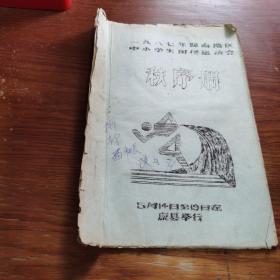 一九八七年陇南地区
中小学生田径运动会
秩序册
5月14日至19日在
康县举行